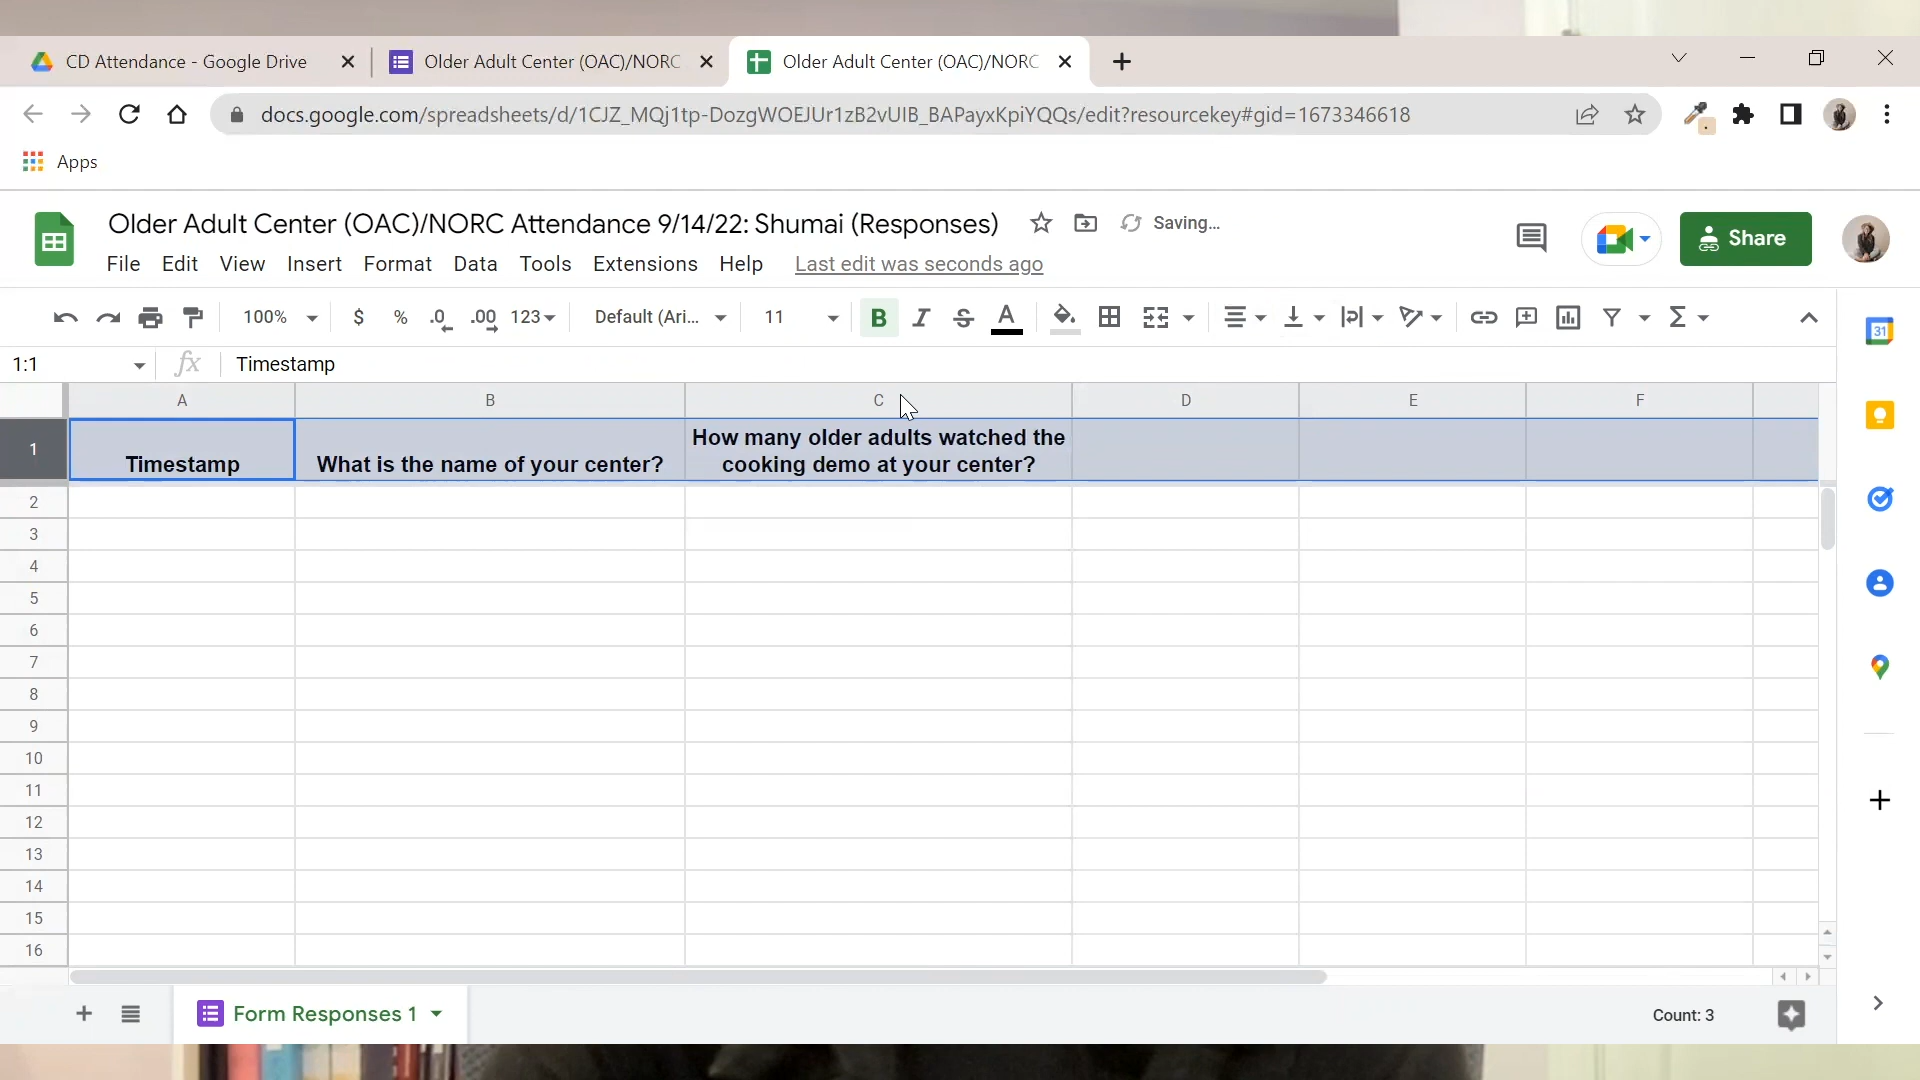 CD Attendance - Google Drive
Older Adult Center (OAC)/NORC
Older Adult Center (OAC)/NORC
docs.google.com/spreadsheets/d/1CJZ_MQj1tp-DozgWOEJUr1zB2vUIB_BAPayxKpiYQQs/edit?resourcekey#gid=1673346618
Apps
Older Adult Center (OAC)/NORC Attendance 9/14/22: Shumai (Responses)
Saving...
Share
File Edit View Insert Format Data Tools Extensions Help Last edit was seconds ago
100% $ % .0 .00 123 Default (Ari... 11 B I S A
31
1:1 fx Timestamp
A B C D E F
1 Timestamp What is the name of your center? How many older adults watched the
cooking demo at your center?
2
3
4
5
6
7
8
9
10
11
12
13
14
15
16
Form Responses 1
Count: 3